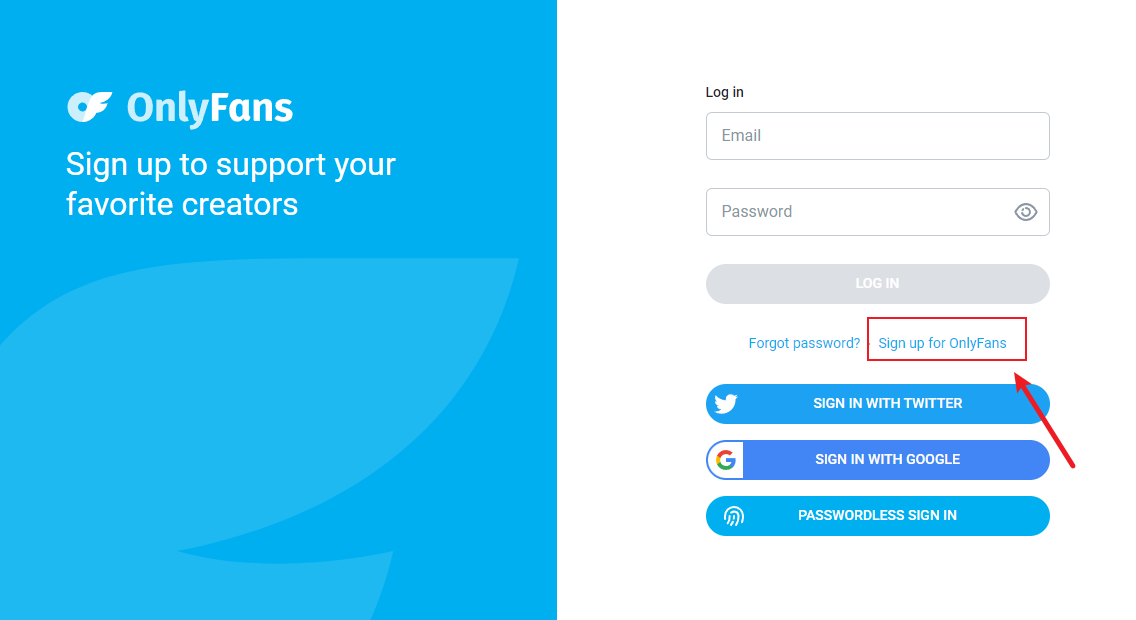 OnlyFans
Sign up to support your
favorite creators
Log in
Email
Password
LOG IN
Forgot password? · Sign up for OnlyFans
SIGN IN WITH TWITTER
SIGN IN WITH GOOGLE
PASSWORDLESS SIGN IN